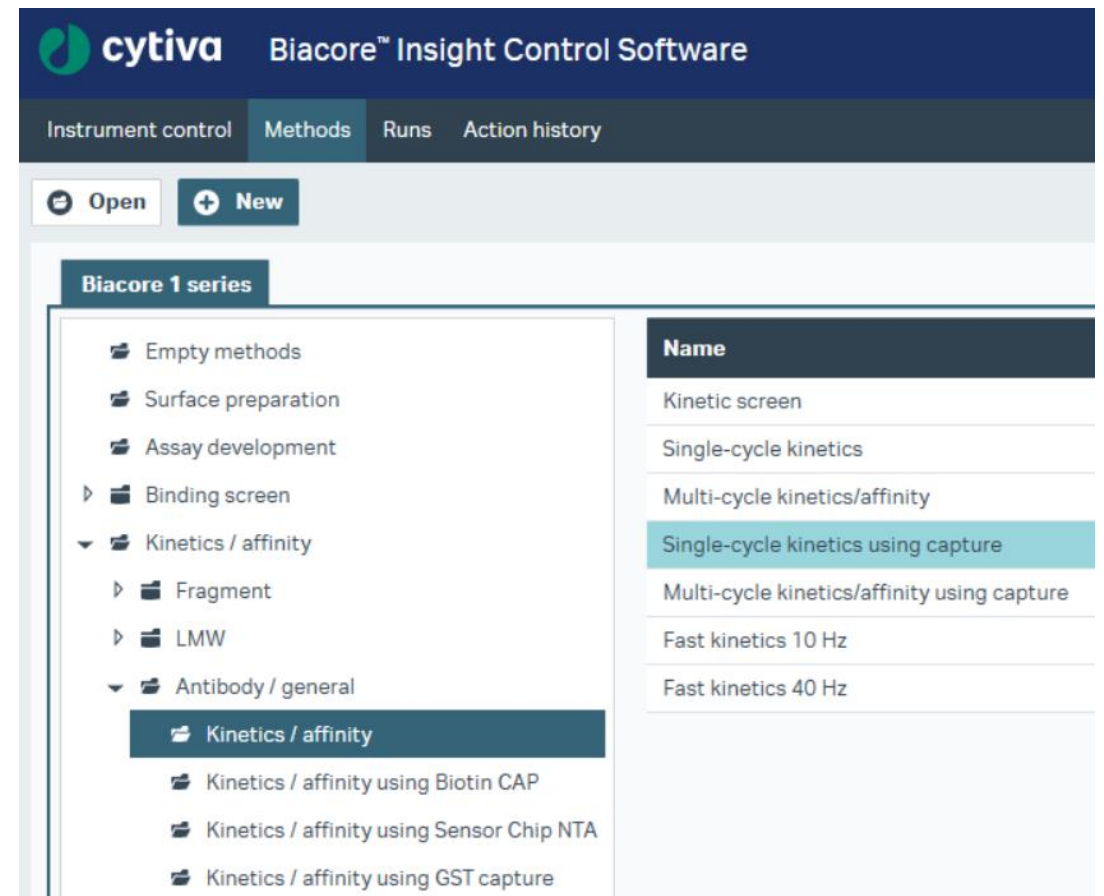 cytiva Biacore™ Insight Control Software
Instrument control Methods Runs Action history
Open New
Biacore 1 series
Empty methods
Surface preparation
Assay development
Binding screen
Kinetics / affinity
Fragment
LMW
Antibody / general
Kinetics / affinity
Kinetics / affinity using Biotin CAP
Kinetics / affinity using Sensor Chip NTA
Kinetics / affinity using GST capture
Name
Kinetic screen
Single-cycle kinetics
Multi-cycle kinetics/affinity
Single-cycle kinetics using capture
Multi-cycle kinetics/affinity using capture
Fast kinetics 10 Hz
Fast kinetics 40 Hz